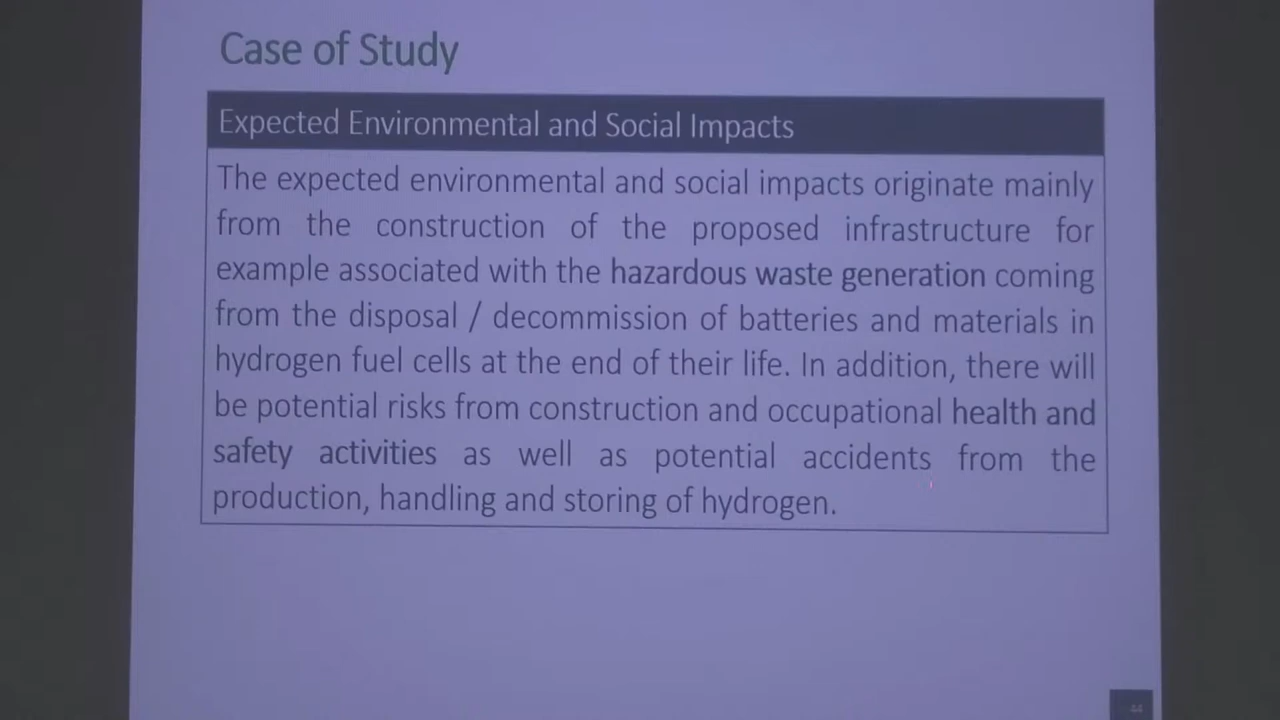 Case of Study
Expected Environmental and Social Impacts
The expected environmental and social impacts originate mainly
from the construction of the proposed infrastructure for
example associated with the hazardous waste generation coming
from the disposal / decommission of batteries and materials in
hydrogen fuel cells at the end of their life. In addition, there will
be potential risks from construction and occupational health and
safety activities as well as potential accidents from the
production, handling and storing of hydrogen.
44